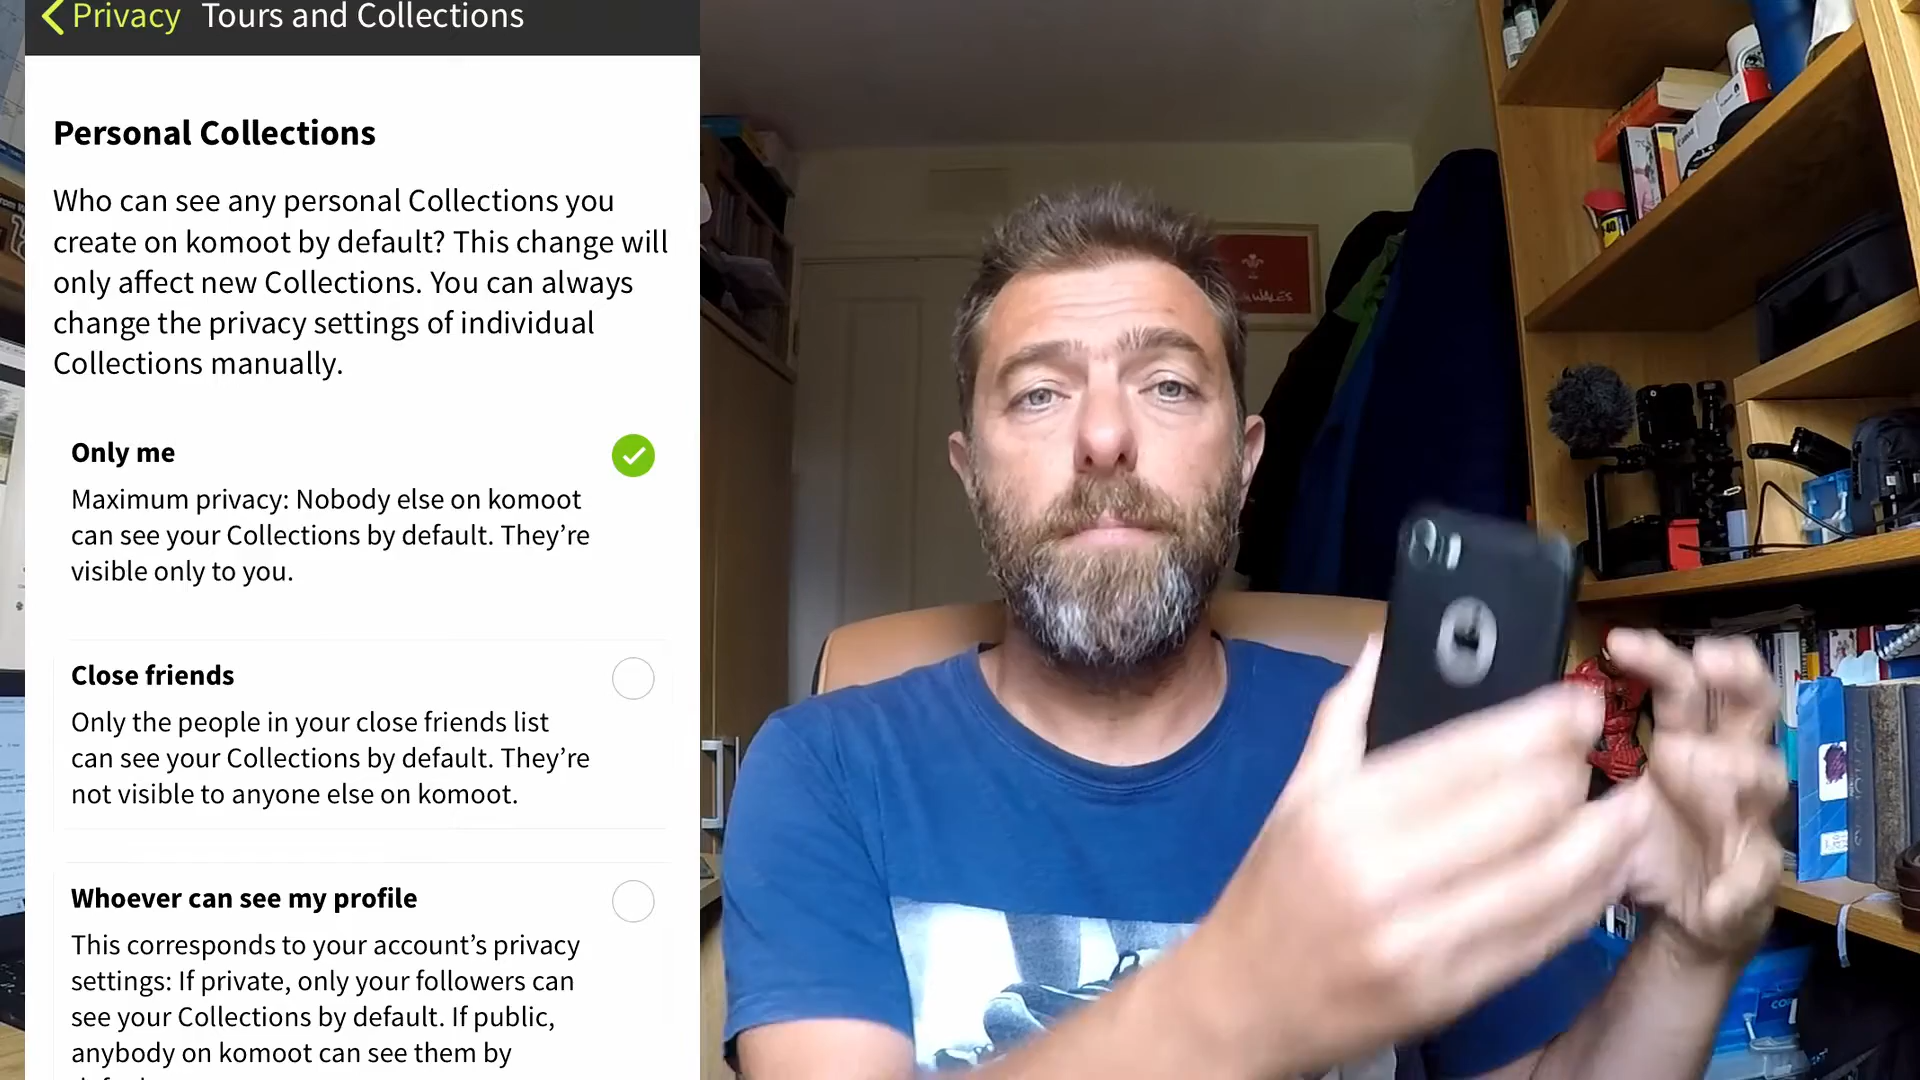 Privacy Tours and Collections
Personal Collections
Who can see any personal Collections you
create on komoot by default? This change will
only affect new Collections. You can always
change the privacy settings of individual
Collections manually.
Only me
Maximum privacy: Nobody else on komoot
can see your Collections by default. They’re
visible only to you.
Close friends
Only the people in your close friends list
can see your Collections by default. They’re
not visible to anyone else on komoot.
Whoever can see my profile
This corresponds to your account’s privacy
settings: If private, only your followers can
see your Collections by default. If public,
anybody on komoot can see them by
WALES
Canon